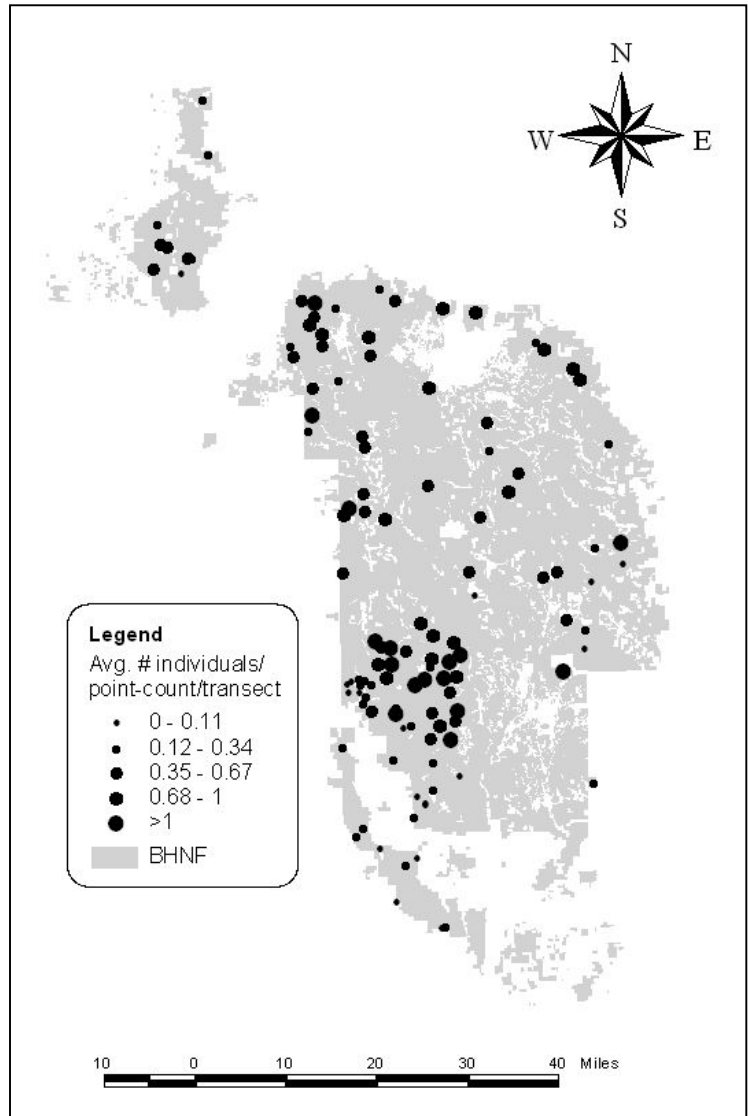 N
W E
S
Legend
Avg. # individuals/
point-count/transect
0 - 0.11
0.12 - 0.34
0.35 - 0.67
0.68 - 1
>1
BHNF
10 0 10 20 30 40 Miles